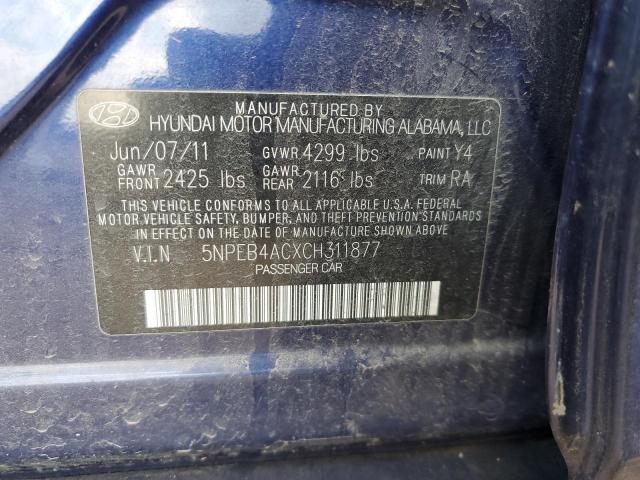 MANUFACTURED BY
HYUNDAI MOTOR MANUFACTURING ALABAMA, LLC
Jun/07/11 GVWR 4299 lbs PAINT Y4
GAWR FRONT 2425 lbs GAWR REAR 2116 lbs TRIM RA
THIS VEHICLE CONFORMS TO ALL APPLICABLE U.S.A. FEDERAL
MOTOR VEHICLE SAFETY, BUMPER, AND THEFT PREVENTION STANDARDS
IN EFFECT ON THE DATE OF MANUFACTURE SHOWN ABOVE.
V.I.N 5NPEB4ACXCH311877
PASSENGER CAR